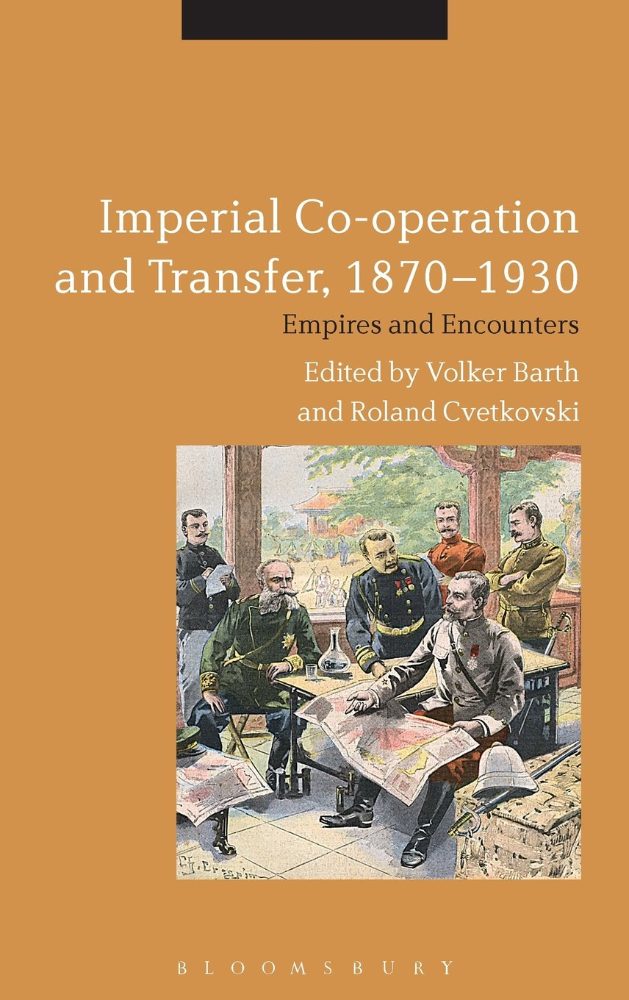 Imperial Co-operation
and Transfer, 1870–1930
Empires and Encounters
Edited by Volker Barth
and Roland Cvetkovski
BLOOMSBURY